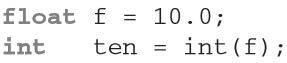 float f = 10.0;
int   ten = int(f);